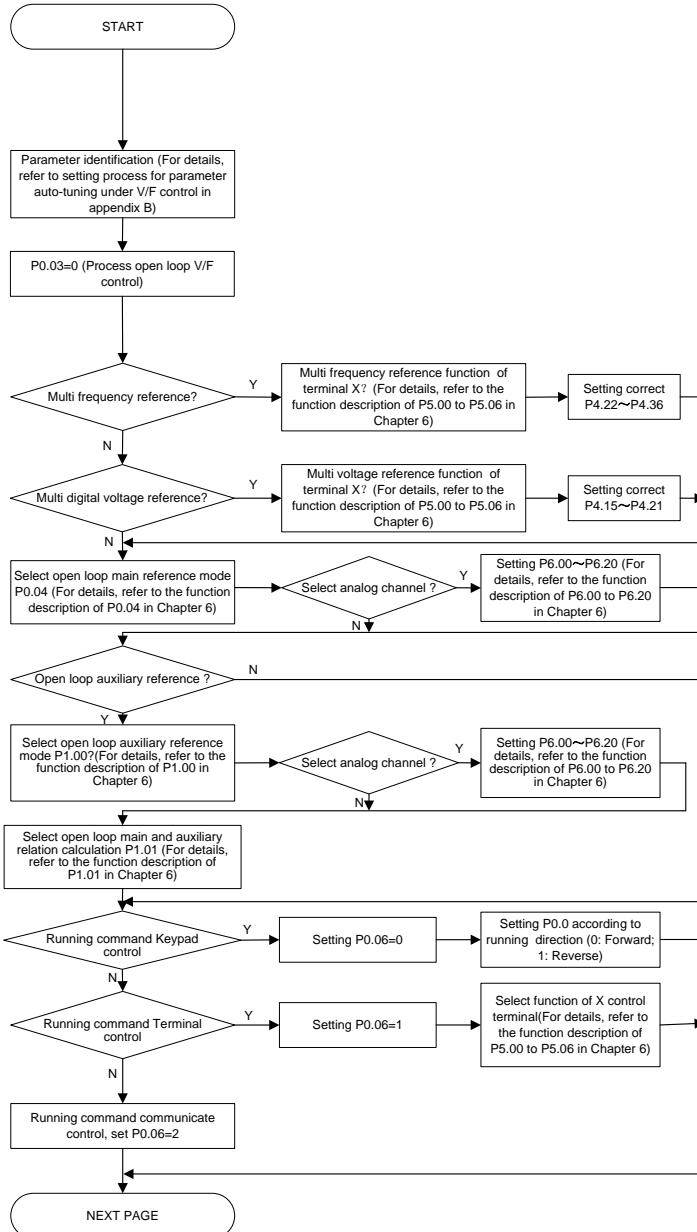 START
Parameter identification (For details,
refer to setting process for parameter
auto-tuning under V/F control in
appendix B)
P0.03=0 (Process open loop V/F
control)
Multi frequency reference?
Y
Multi frequency reference function of
terminal X？ (For details, refer to the
function description of P5.00 to P5.06 in
Chapter 6)
Setting correct
P4.22～P4.36
N
Multi digital voltage reference?
Y
Multi voltage reference function of
terminal X？ (For details, refer to the
function description of P5.00 to P5.06 in
Chapter 6)
Setting correct
P4.15～P4.21
N
Select open loop main reference mode
P0.04 (For details, refer to the function
description of P0.04 in Chapter 6)
Select analog channel ?
Y
Setting P6.00～P6.20 (For
details, refer to the function
description of P6.00 to P6.20
in Chapter 6)
N
Open loop auxiliary reference ?
N
Y
Select open loop auxiliary reference
mode P1.00?(For details, refer to the
function description of P1.00 in
Chapter 6)
Select analog channel ?
Y
Setting P6.00～P6.20 (For
details, refer to the function
description of P6.00 to P6.20
in Chapter 6)
N
Select open loop main and auxiliary
relation calculation P1.01 (For details,
refer to the function description of
P1.01 in Chapter 6)
Running command Keypad
control
Y
Setting P0.06=0
Setting P0.0 according to
running direction (0: Forward;
1: Reverse)
N
Running command Terminal
control
Y
Setting P0.06=1
Select function of X control
terminal(For details, refer to
the function description of
P5.00 to P5.06 in Chapter 6)
N
Running command communicate
control, set P0.06=2
NEXT PAGE